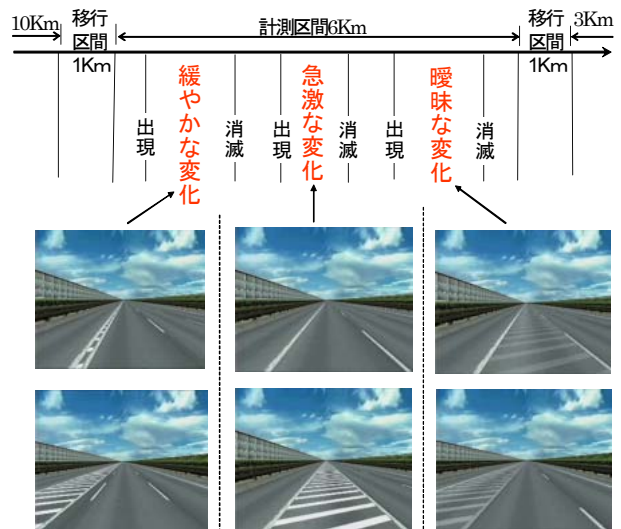 10Km
移行
区間
1Km
計測区間6Km
移行
区間
1Km
3Km
出現
緩やかな変化
消滅
出現
急激な変化
消滅
出現
曖昧な変化
消滅